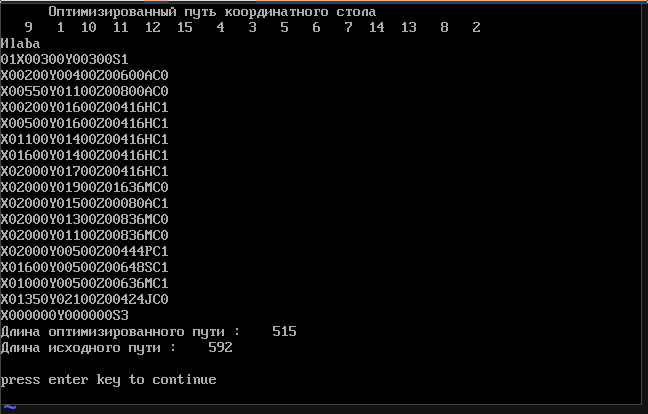 Оптимизированный путь координатного стола
9 1 10 11 12 15 4 3 5 6 7 14 13 8 2
Иlaba
01X00300Y00300S1
X00200Y00400Z00600AC0
X00550Y01100Z00800AC0
X00200Y01600Z00416HC1
X00500Y01600Z00416HC1
X01100Y01400Z00416HC1
X01600Y01400Z00416HC1
X02000Y01700Z00416HC1
X02000Y01900Z01636MC0
X02000Y01500Z00080AC1
X02000Y01300Z00836MC0
X02000Y01100Z00836MC0
X02000Y00500Z00444PC1
X01600Y00500Z00648SC1
X01000Y00500Z00636MC1
X01350Y02100Z00424JC0
X000000Y000000S3
Длина оптимизированного пути : 515
Длина исходного пути : 592
press enter key to continue
~